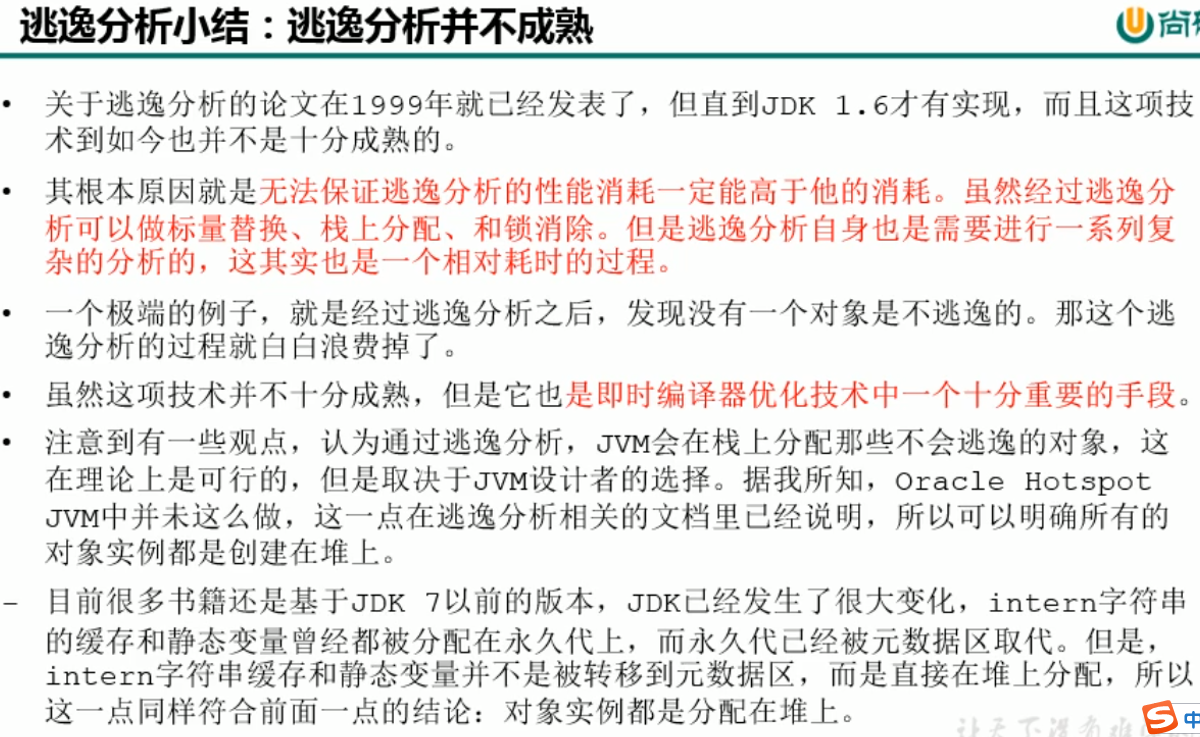 逃逸分析小结：逃逸分析并不成熟
• 关于逃逸分析的论文在1999年就已经发表了，但直到JDK 1.6才有实现，而且这项技
术到如今也并不是十分成熟的。
• 其根本原因就是无法保证逃逸分析的性能消耗一定能高于他的消耗。虽然经过逃逸分
析可以做标量替换、栈上分配、和锁消除。但是逃逸分析自身也是需要进行一系列复
杂的分析的，这其实也是一个相对耗时的过程。
• 一个极端的例子，就是经过逃逸分析之后，发现没有一个对象是不逃逸的。那这个逃
逸分析的过程就白白浪费掉了。
• 虽然这项技术并不十分成熟，但是它也是即时编译器优化技术中一个十分重要的手段。
• 注意到有一些观点，认为通过逃逸分析，JVM会在栈上分配那些不会逃逸的对象，这
在理论上是可行的，但是取决于JVM设计者的选择。据我所知，Oracle Hotspot
JVM中并未这么做，这一点在逃逸分析相关的文档里已经说明，所以可以明确所有的
对象实例都是创建在堆上。
– 目前很多书籍还是基于JDK 7以前的版本，JDK已经发生了很大变化，intern字符串
的缓存和静态变量曾经都被分配在永久代上，而永久代已经被元数据区取代。但是，
intern字符串缓存和静态变量并不是被转移到元数据区，而是直接在堆上分配，所以
这一点同样符合前面一点的结论：对象实例都是分配在堆上。